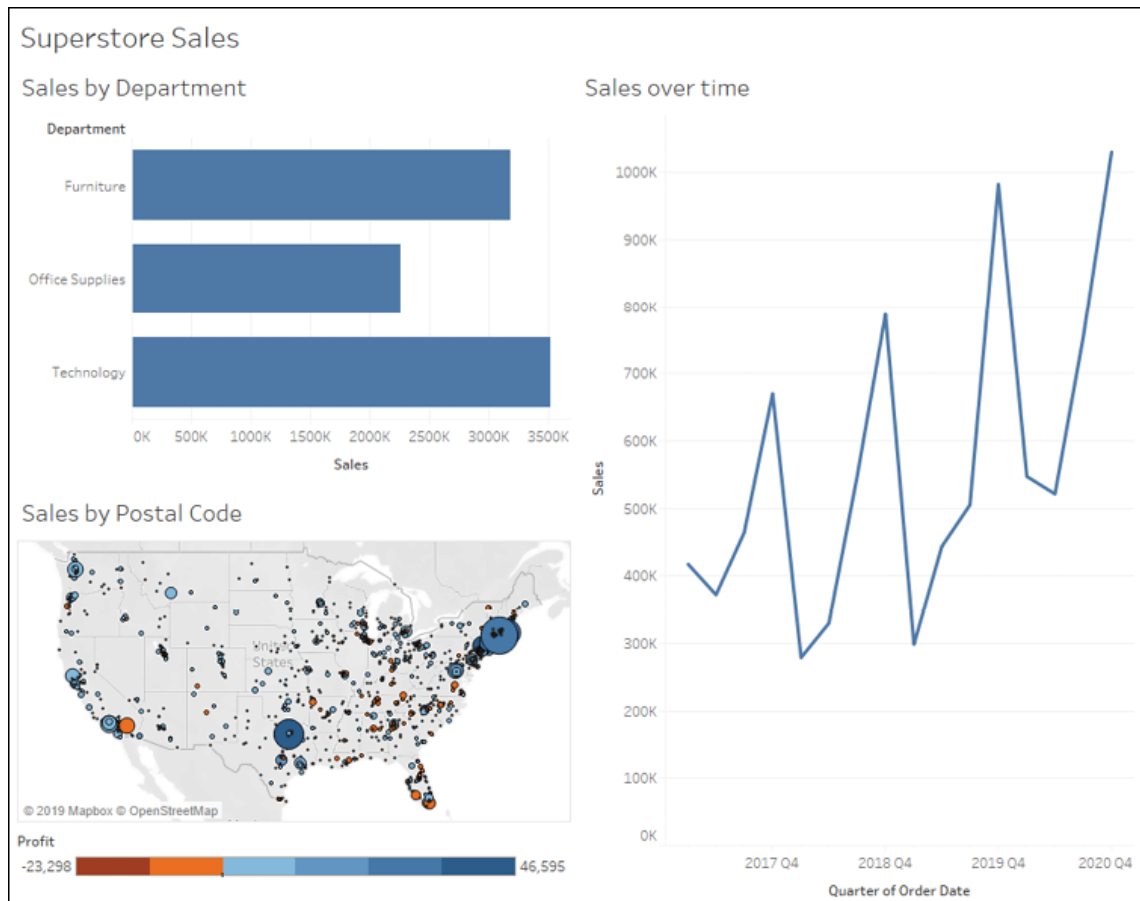 Superstore Sales
Sales by Department
Department
Furniture
Office Supplies
Technology
0K 500K 1000K 1500K 2000K 2500K 3000K 3500K
Sales
Sales by Postal Code
United
States
© 2019 Mapbox © OpenStreetMap
Profit
-23,298 46,595
Sales over time
1000K
900K
800K
700K
600K
500K
400K
300K
200K
100K
0K
Sales
2017 Q4 2018 Q4 2019 Q4 2020 Q4
Quarter of Order Date